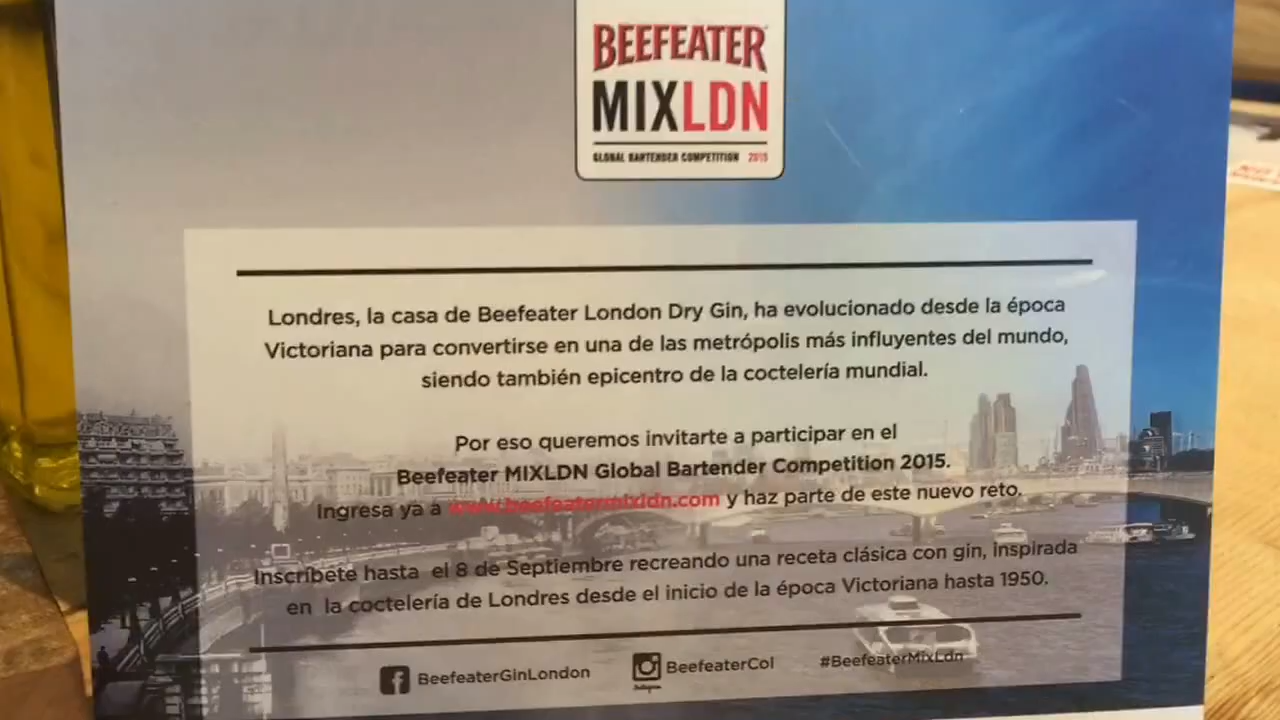 BEEFEATER
MIXLDN
GLOBAL BARTENDER COMPETITION 2015
Londres, la casa de Beefeater London Dry Gin, ha evolucionado desde la época
Victoriana para convertirse en una de las metrópolis más influyentes del mundo,
siendo también epicentro de la coctelería mundial.
Por eso queremos invitarte a participar en el
Beefeater MIXLDN Global Bartender Competition 2015.
Ingresa ya a www.beefeatermixldn.com y haz parte de este nuevo reto.
Inscríbete hasta el 8 de Septiembre recreando una receta clásica con gin, inspirada
en la coctelería de Londres desde el inicio de la época Victoriana hasta 1950.
BeefeaterGinLondon
Instagram
BeefeaterCol
#BeefeaterMixLdn